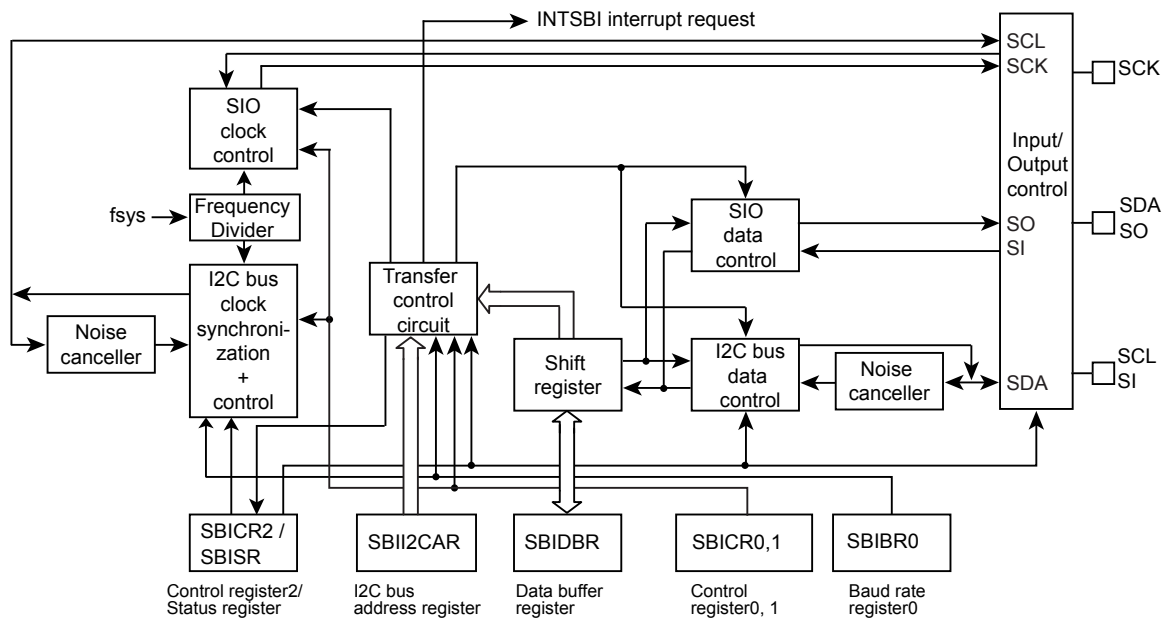 INTSBI interrupt request
SCL
SCK
SCK
SIO
clock
control
Input/
Output
control
fsys
Frequency
Divider
SIO
data
control
SO
SI
SDA
SO
I2C bus
clock
synchroni-
zation
+
control
Noise
canceller
Transfer
control
circuit
Shift
register
I2C bus
data
control
Noise
canceller
SDA
SCL
SI
SBICR2 /
SBISR
SBII2CAR
SBIDBR
SBICR0,1
SBIBR0
Control register2/
Status register
I2C bus
address register
Data buffer
register
Control
register0, 1
Baud rate
register0